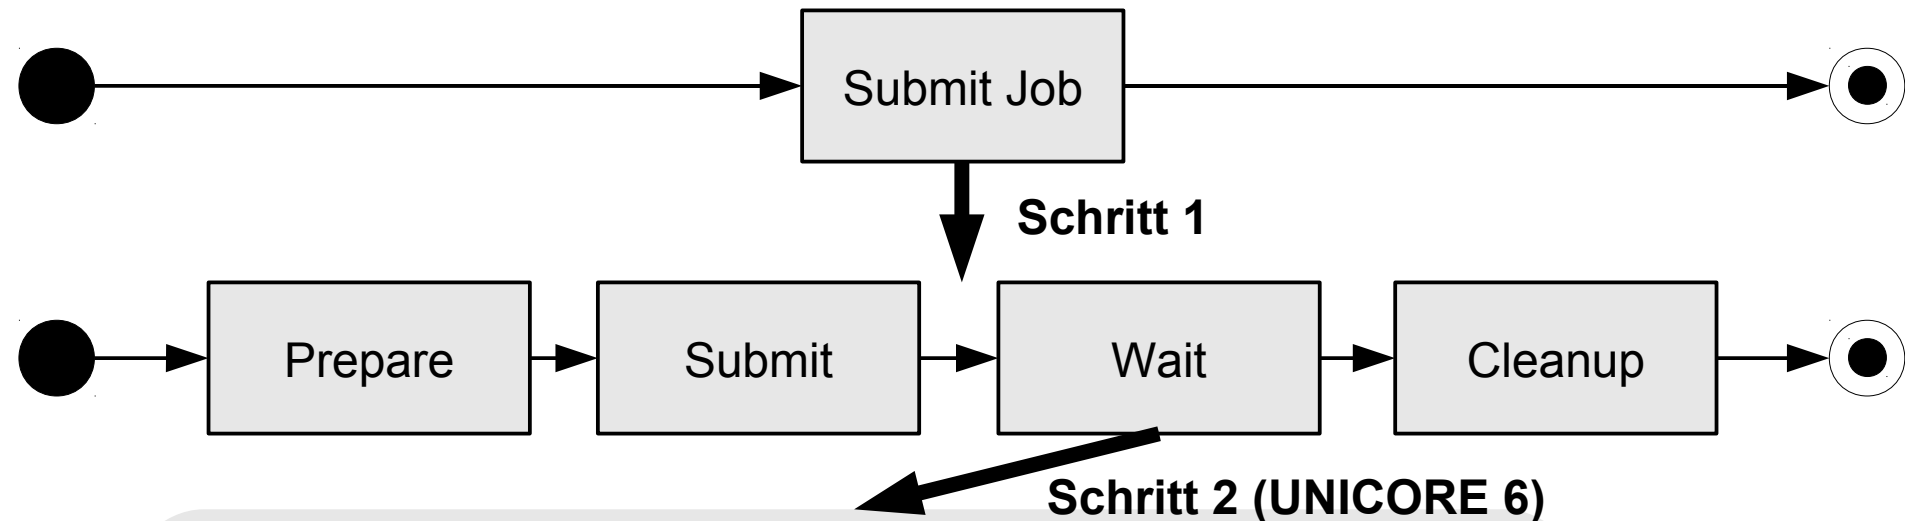 Submit Job
Schritt 1
Prepare
Submit
Wait
Cleanup
Schritt 2 (UNICORE 6)